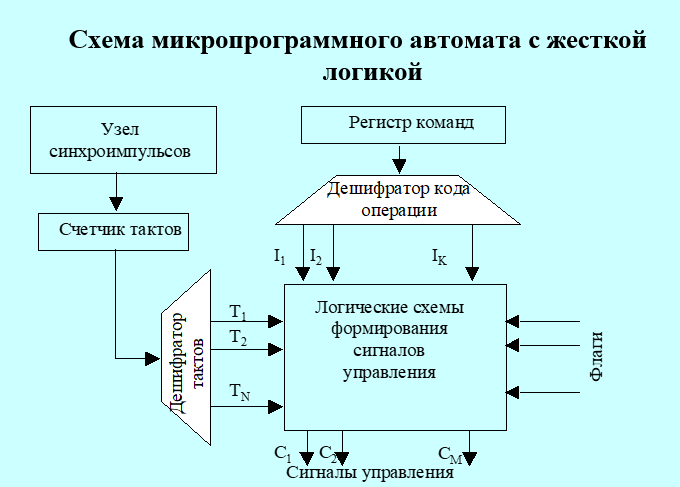 Схема микропрограммного автомата с жесткой
логикой
Узел
синхроимпульсов
Регистр команд
Дешифратор кода
операции
Счетчик тактов
I1
I2
IK
Дешифратор
тактов
T1
T2
TN
Логические схемы
формирования
сигналов
управления
Флаги
C1
C2
CM
Сигналы управления